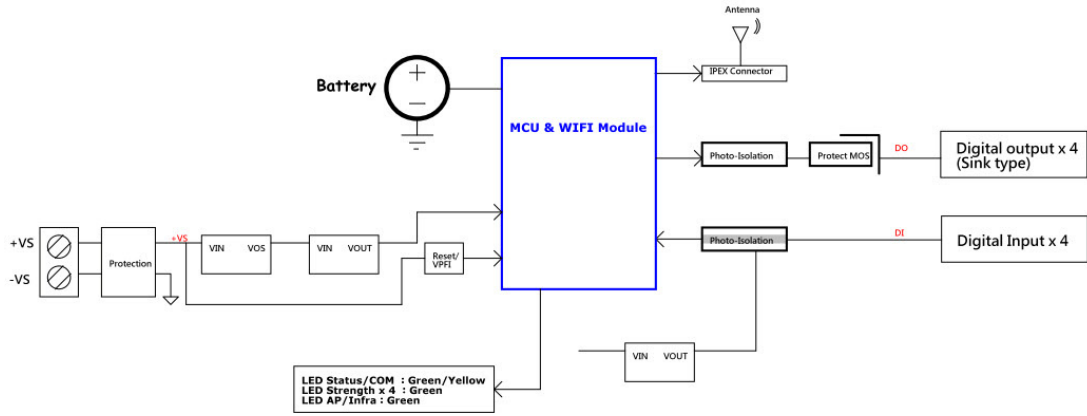 Antenna
IPEX Connector
Battery
+
—
MCU & WIFI Module
Photo-Isolation
Protect MOS
DO
Digital output x 4
(Sink type)
+VS
-VS
Protection
+VS
VIN VOS
VIN VOUT
Reset/
VPFI
Photo-Isolation
DI
Digital Input x 4
VIN VOUT
LED Status/COM : Green/Yellow
LED Strength x 4 : Green
LED AP/Infra : Green